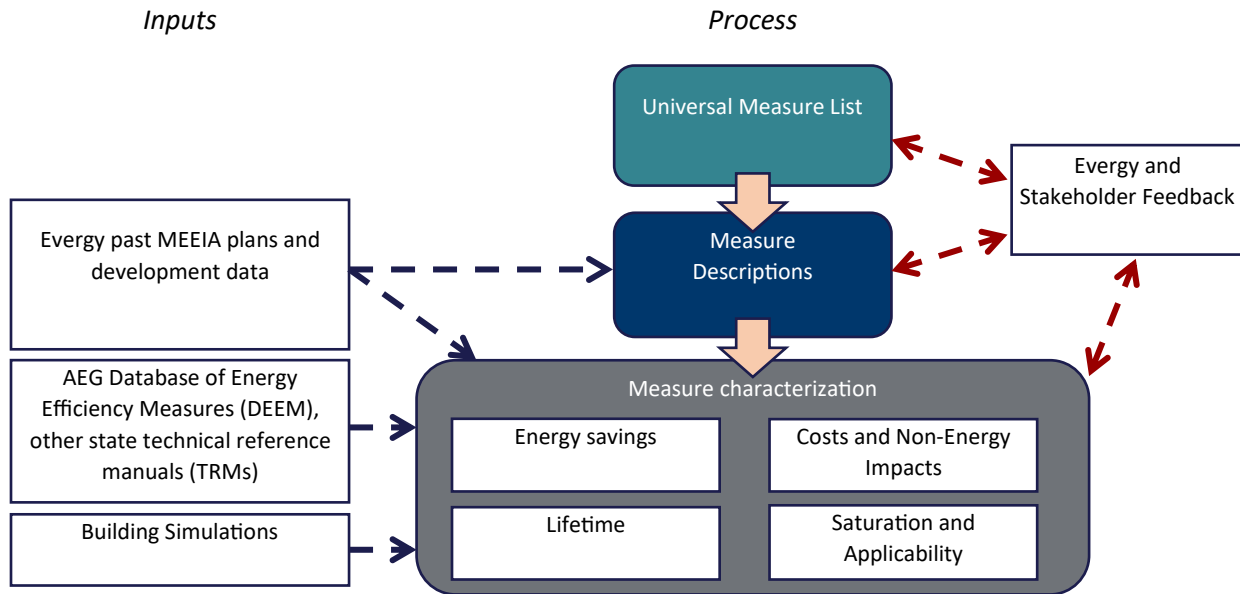 Inputs
Process
Universal Measure List
Evergy and
Stakeholder Feedback
Evergy past MEEIA plans and
development data
Measure
Descriptions
AEG Database of Energy
Efficiency Measures (DEEM),
other state technical reference
manuals (TRMs)
Measure characterization
Energy savings
Costs and Non-Energy
Impacts
Building Simulations
Lifetime
Saturation and
Applicability